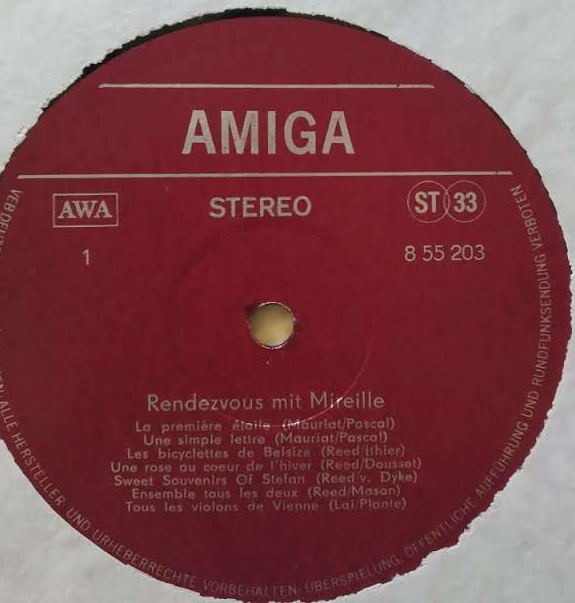 AMIGA
AWA
STEREO
ST 33
1
8 55 203
Rendezvous mit Mireille
La première étoile (Mauriat/Pascal)
Une simple lettre (Mauriat/Pascal)
Les bicyclettes de Belsize (Reed/Ithier)
Une rose au coeur de l'hiver (Reed/Dousset)
Sweet Souvenirs Of Stefan (Reed/v. Dyke)
Ensemble tous les deux (Reed/Mason)
Tous les violons de Vienne (Lai/Plante)
ALLE HERSTELLER UND URHEBERRECHTE VORBEHALTEN · ÜBERSPIELUNG, ÖFFENTLICHE AUFFÜHRUNG UND RUNDFUNKSENDUNG VERBOTEN
VEB